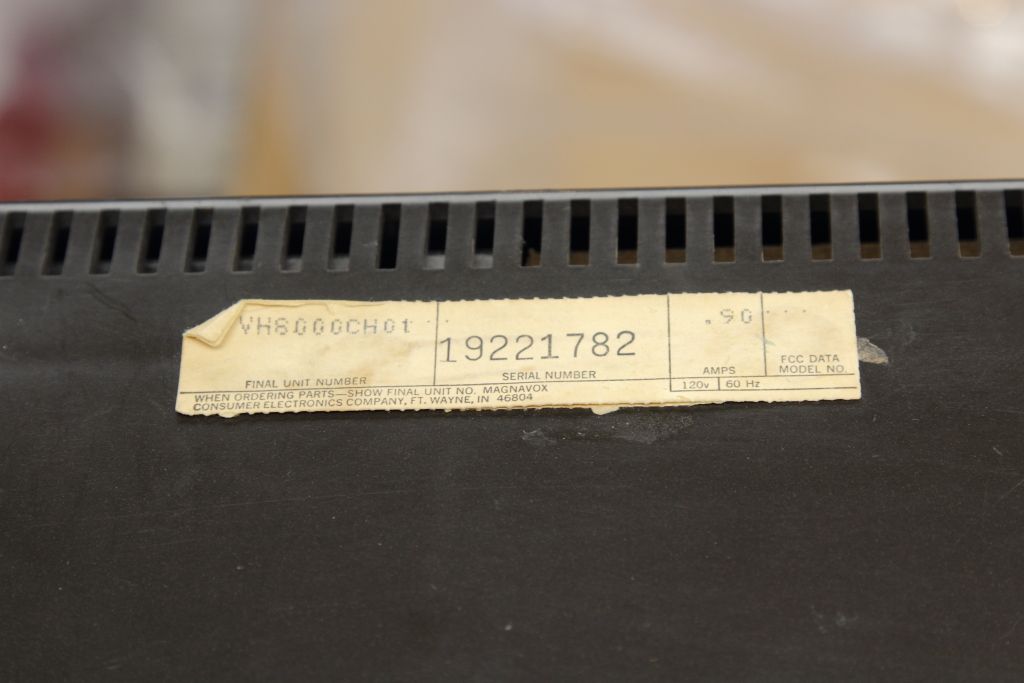 VH8000CH01
FINAL UNIT NUMBER
19221782
SERIAL NUMBER
.90
AMPS
120v 60 Hz
FCC DATA
MODEL NO.
WHEN ORDERING PARTS—SHOW FINAL UNIT NO. MAGNAVOX
CONSUMER ELECTRONICS COMPANY, FT. WAYNE, IN 46804